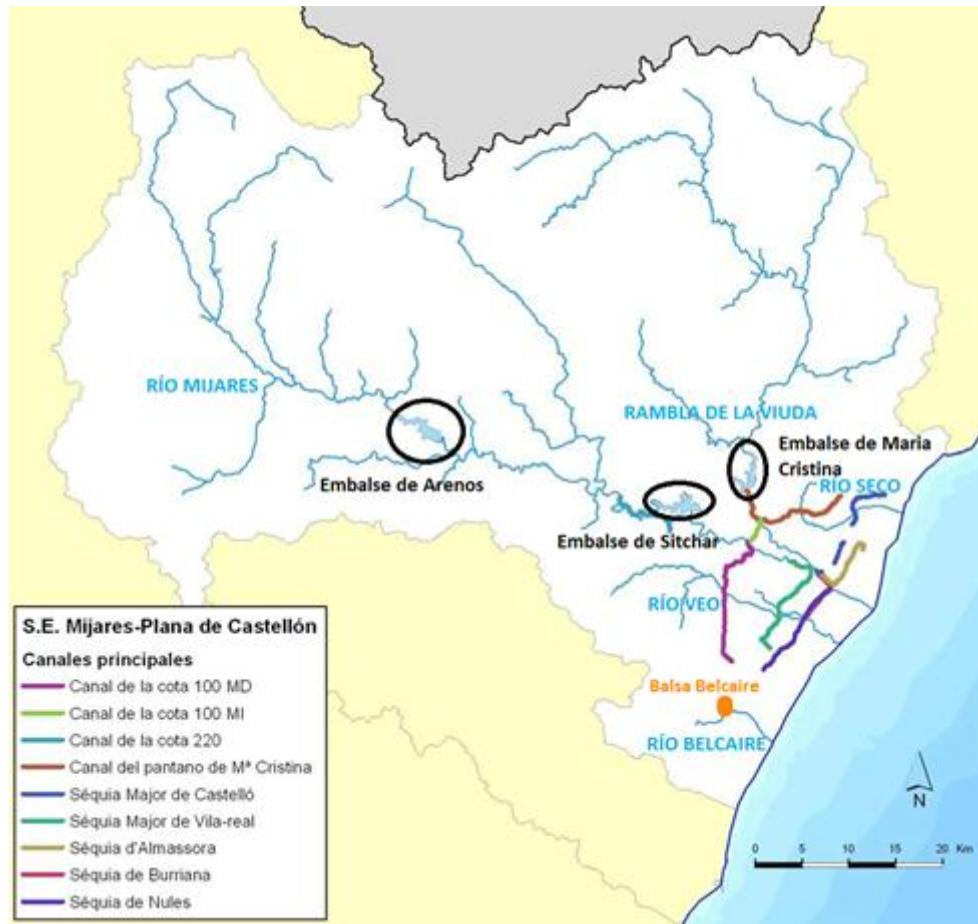 RÍO MIJARES
RAMBLA DE LA VIUDA
Embalse de Maria
Cristina
RÍO SECO
Embalse de Arenos
Embalse de Sitchar
RÍO VEO
Balsa Belcaire
RÍO BELCAIRE
S.E. Mijares-Plana de Castellón
Canales principales
Canal de la cota 100 MD
Canal de la cota 100 MI
Canal de la cota 220
Canal del pantano de Mª Cristina
Séquia Major de Castelló
Séquia Major de Vila-real
Séquia d'Almassora
Séquia de Burriana
Séquia de Nules
N
0 5 10 15 20 Km